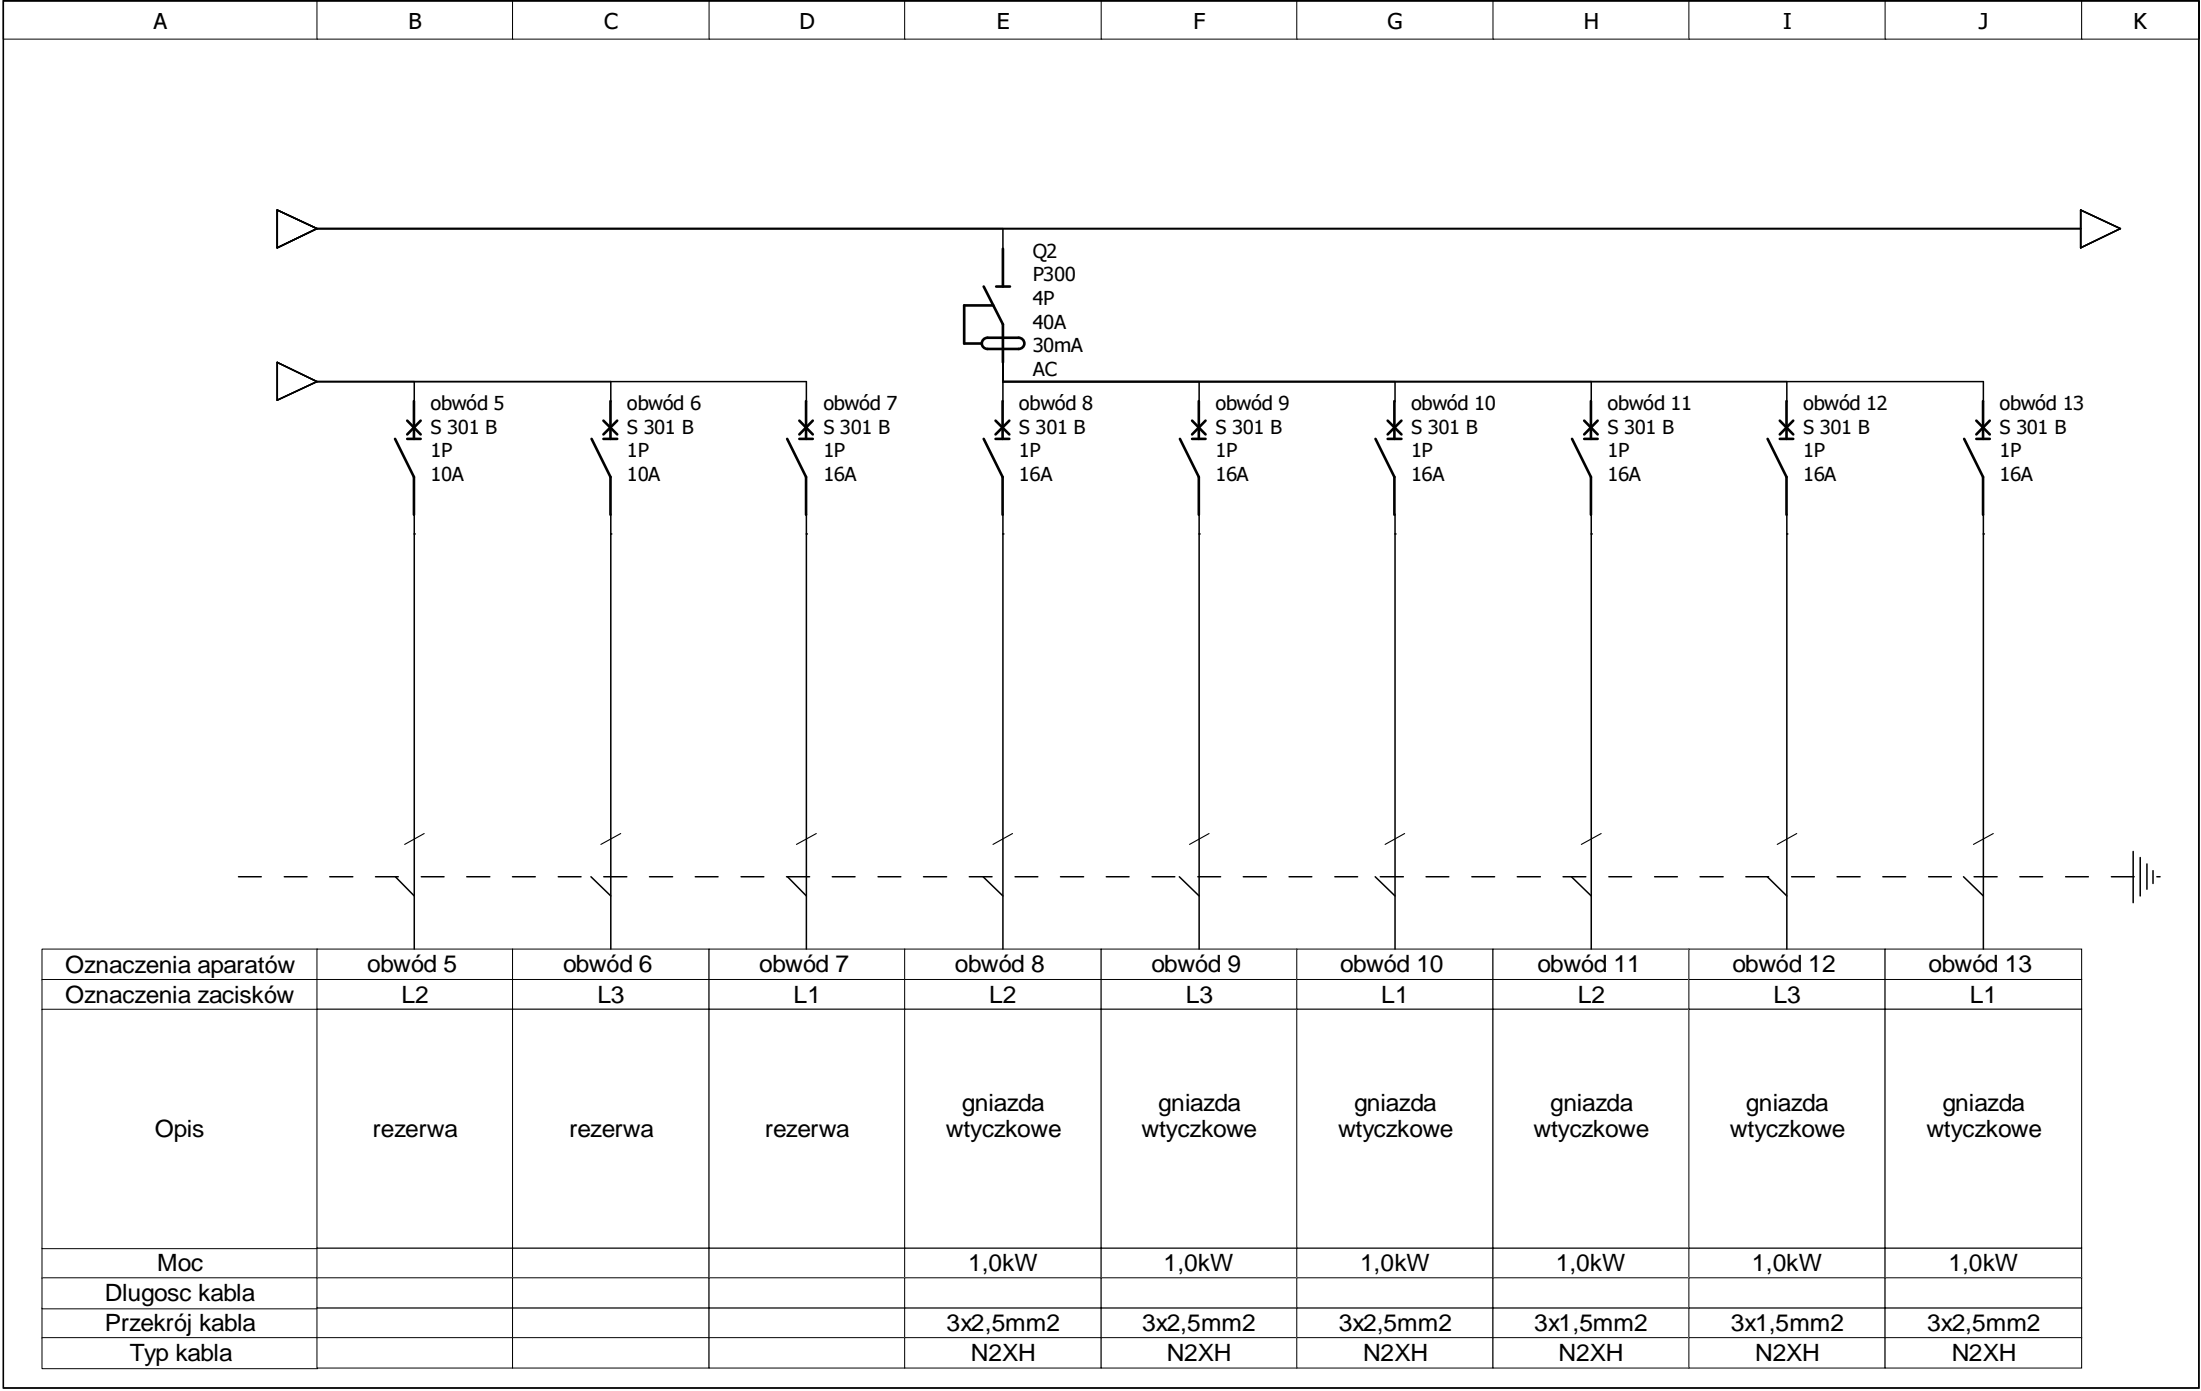 A B C D E F G H I J K
Q2
P300
4P
40A
30mA
AC
obwód 5
S 301 B
1P
10A
obwód 6
S 301 B
1P
10A
obwód 7
S 301 B
1P
16A
obwód 8
S 301 B
1P
16A
obwód 9
S 301 B
1P
16A
obwód 10
S 301 B
1P
16A
obwód 11
S 301 B
1P
16A
obwód 12
S 301 B
1P
16A
obwód 13
S 301 B
1P
16A
Oznaczenia aparatów obwód 5 obwód 6 obwód 7 obwód 8 obwód 9 obwód 10 obwód 11 obwód 12 obwód 13
Oznaczenia zacisków L2 L3 L1 L2 L3 L1 L2 L3 L1
Opis
rezerwa
rezerwa
rezerwa
gniazda
wtyczkowe
gniazda
wtyczkowe
gniazda
wtyczkowe
gniazda
wtyczkowe
gniazda
wtyczkowe
gniazda
wtyczkowe
Moc 1,0kW 1,0kW 1,0kW 1,0kW 1,0kW 1,0kW
Dlugosc kabla
Przekrój kabla 3x2,5mm2 3x2,5mm2 3x2,5mm2 3x1,5mm2 3x1,5mm2 3x2,5mm2
Typ kabla N2XH N2XH N2XH N2XH N2XH N2XH